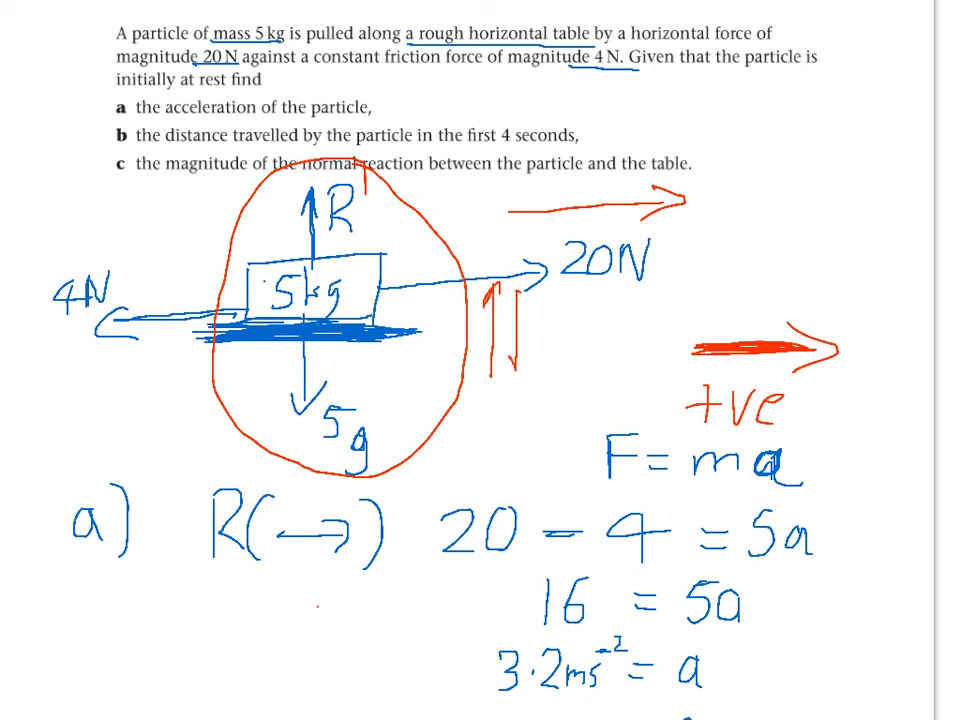 A particle of mass 5 kg is pulled along a rough horizontal table by a horizontal force of
magnitude 20 N against a constant friction force of magnitude 4 N. Given that the particle is
initially at rest find
a the acceleration of the particle,
b the distance travelled by the particle in the first 4 seconds,
c the magnitude of the normal reaction between the particle and the table.
R
20N
4N
5kg
+ve
5g
F = ma
a) R(→) 20 - 4 = 5a
16 = 5a
3.2ms⁻² = a